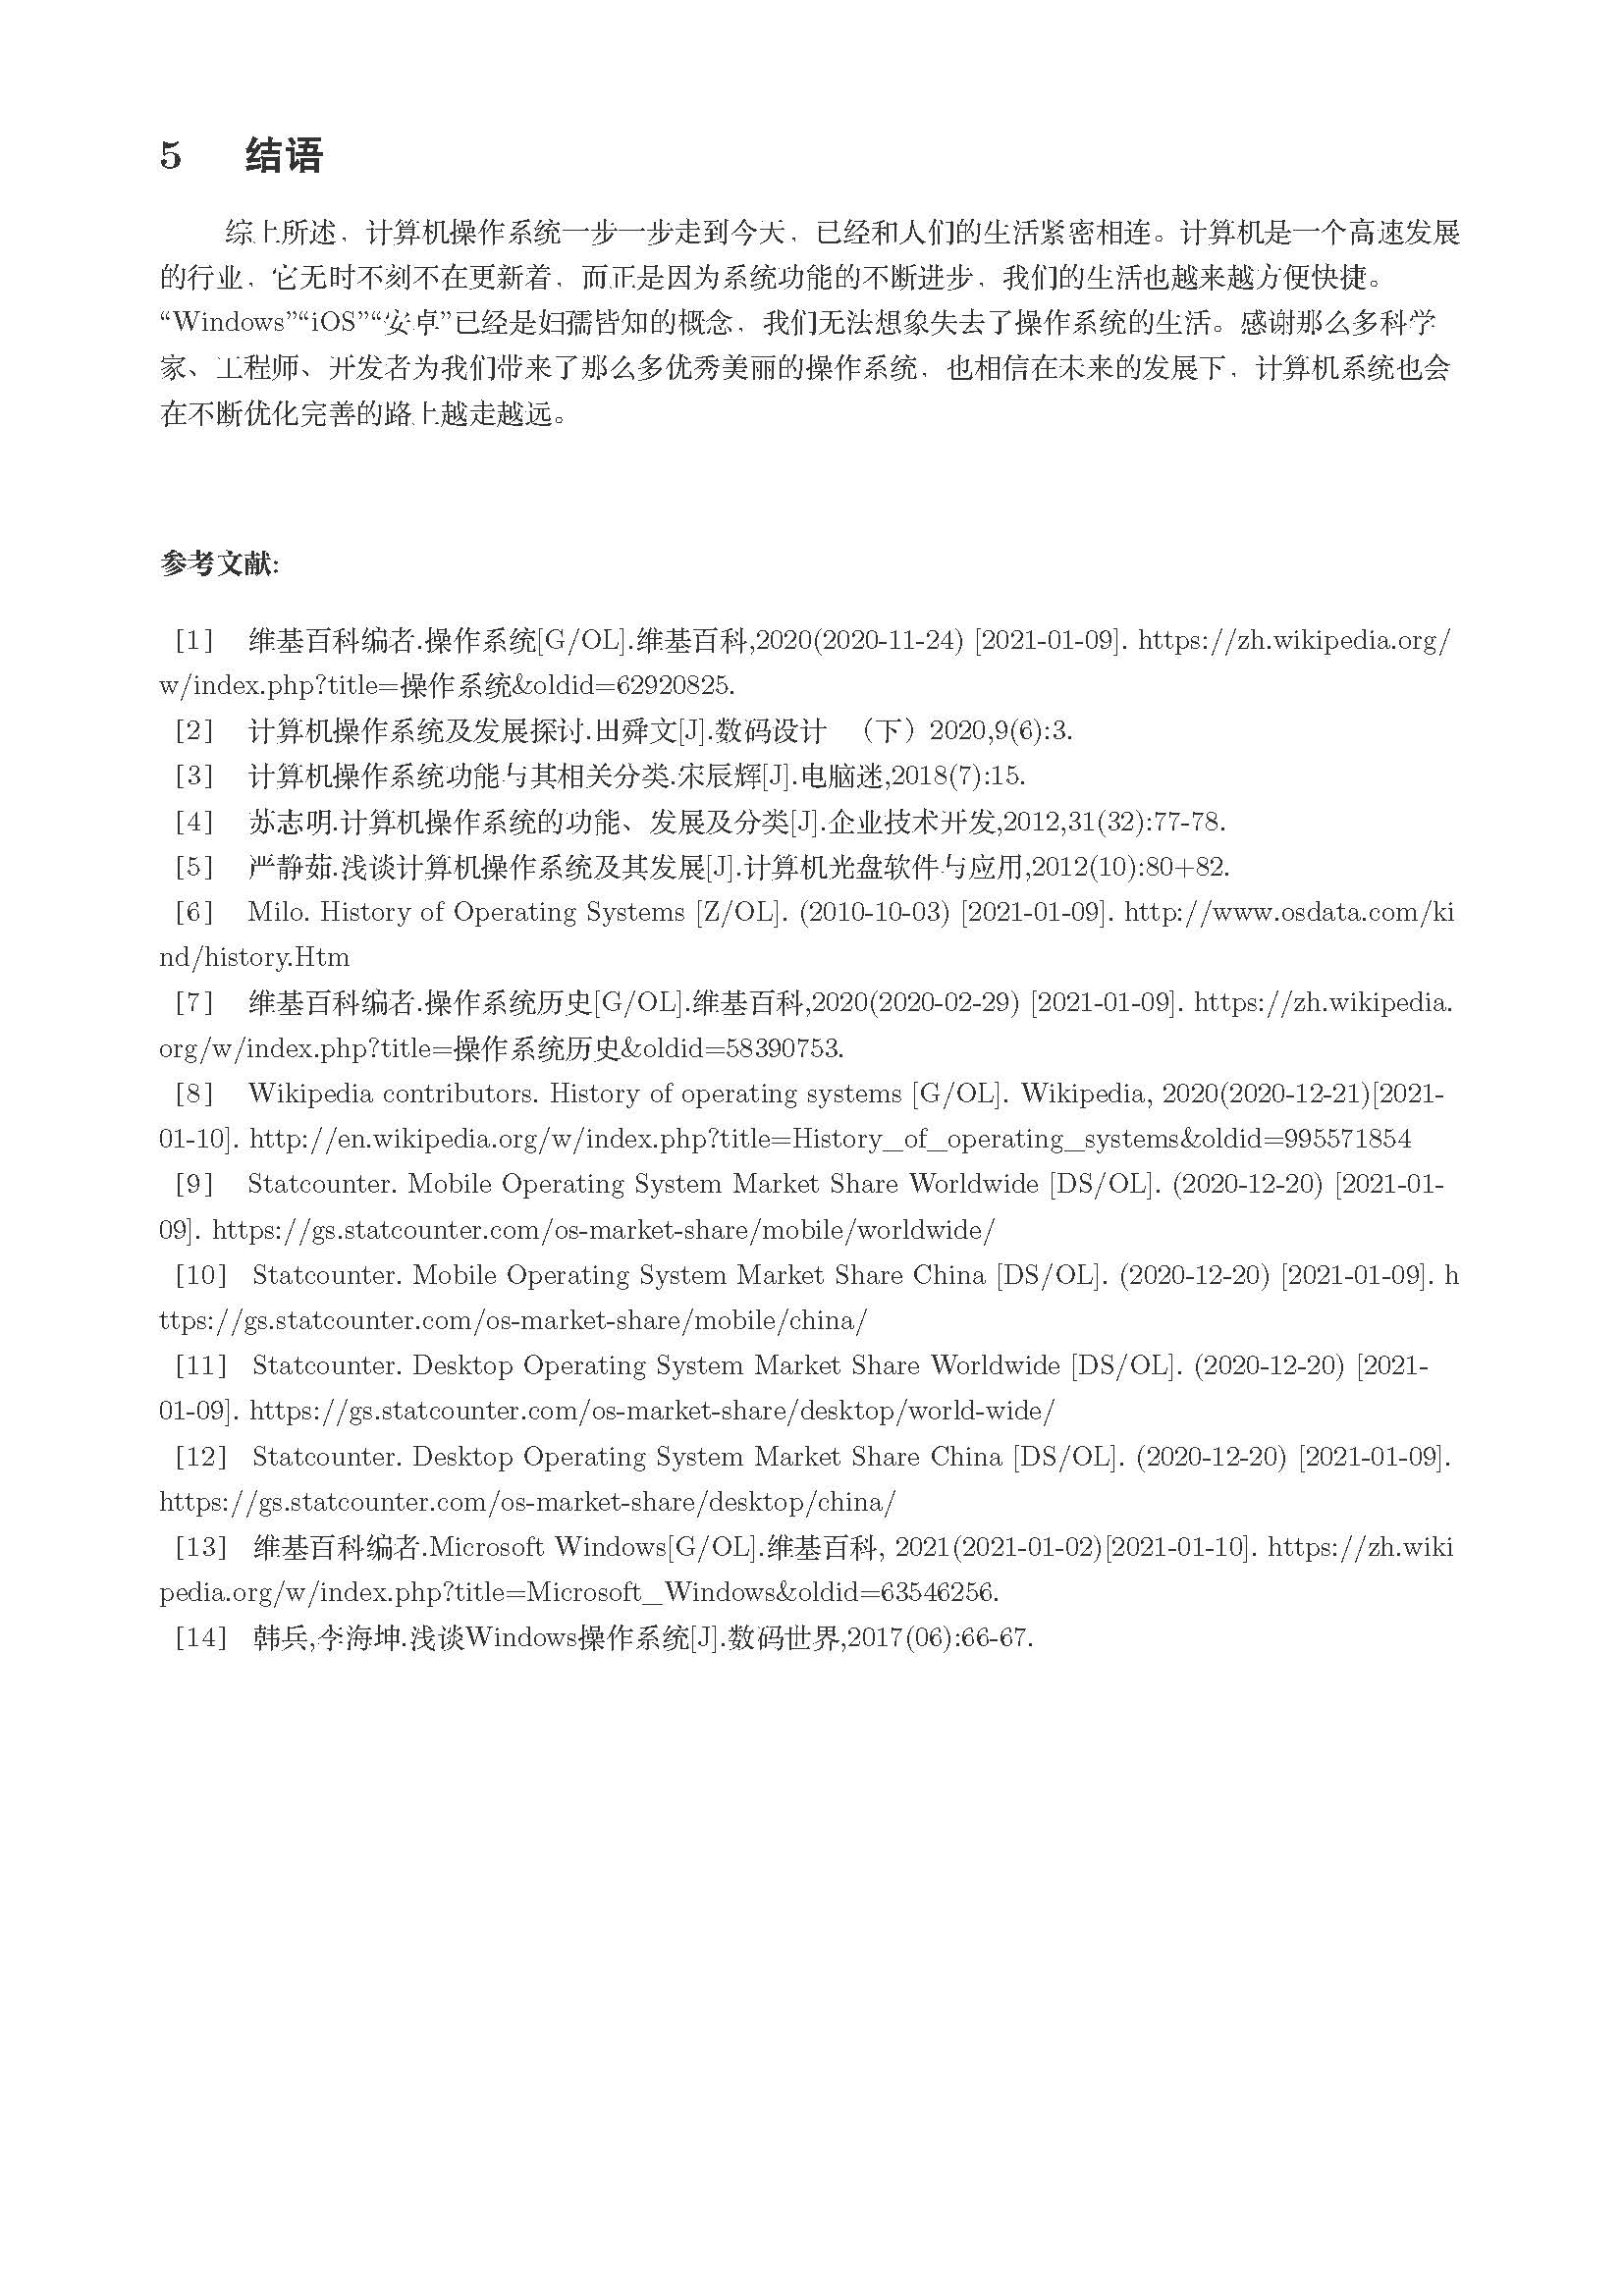 5 结语
综上所述，计算机操作系统一步一步走到今天，已经和人们的生活紧密相连。计算机是一个高速发展
的行业，它无时不刻不在更新着，而正是因为系统功能的不断进步，我们的生活也越来越方便快捷。
“Windows”“iOS”“安卓”已经是妇孺皆知的概念，我们无法想象失去了操作系统的生活。感谢那么多科学
家、工程师、开发者为我们带来了那么多优秀美丽的操作系统，也相信在未来的发展下，计算机系统也会
在不断优化完善的路上越走越远。
参考文献:
[1] 维基百科编者.操作系统[G/OL].维基百科,2020(2020-11-24) [2021-01-09]. https://zh.wikipedia.org/
w/index.php?title=操作系统&oldid=62920825.
[2] 计算机操作系统及发展探讨.田舜文[J].数码设计 （下）2020,9(6):3.
[3] 计算机操作系统功能与其相关分类.宋辰辉[J].电脑迷,2018(7):15.
[4] 苏志明.计算机操作系统的功能、发展及分类[J].企业技术开发,2012,31(32):77-78.
[5] 严静茹.浅谈计算机操作系统及其发展[J].计算机光盘软件与应用,2012(10):80+82.
[6] Milo. History of Operating Systems [Z/OL]. (2010-10-03) [2021-01-09]. http://www.osdata.com/ki
nd/history.Htm
[7] 维基百科编者.操作系统历史[G/OL].维基百科,2020(2020-02-29) [2021-01-09]. https://zh.wikipedia.
org/w/index.php?title=操作系统历史&oldid=58390753.
[8] Wikipedia contributors. History of operating systems [G/OL]. Wikipedia, 2020(2020-12-21)[2021-
01-10]. http://en.wikipedia.org/w/index.php?title=History_of_operating_systems&oldid=995571854
[9] Statcounter. Mobile Operating System Market Share Worldwide [DS/OL]. (2020-12-20) [2021-01-
09]. https://gs.statcounter.com/os-market-share/mobile/worldwide/
[10] Statcounter. Mobile Operating System Market Share China [DS/OL]. (2020-12-20) [2021-01-09]. h
ttps://gs.statcounter.com/os-market-share/mobile/china/
[11] Statcounter. Desktop Operating System Market Share Worldwide [DS/OL]. (2020-12-20) [2021-
01-09]. https://gs.statcounter.com/os-market-share/desktop/world-wide/
[12] Statcounter. Desktop Operating System Market Share China [DS/OL]. (2020-12-20) [2021-01-09].
https://gs.statcounter.com/os-market-share/desktop/china/
[13] 维基百科编者.Microsoft Windows[G/OL].维基百科, 2021(2021-01-02)[2021-01-10]. https://zh.wiki
pedia.org/w/index.php?title=Microsoft_Windows&oldid=63546256.
[14] 韩兵,李海坤.浅谈Windows操作系统[J].数码世界,2017(06):66-67.